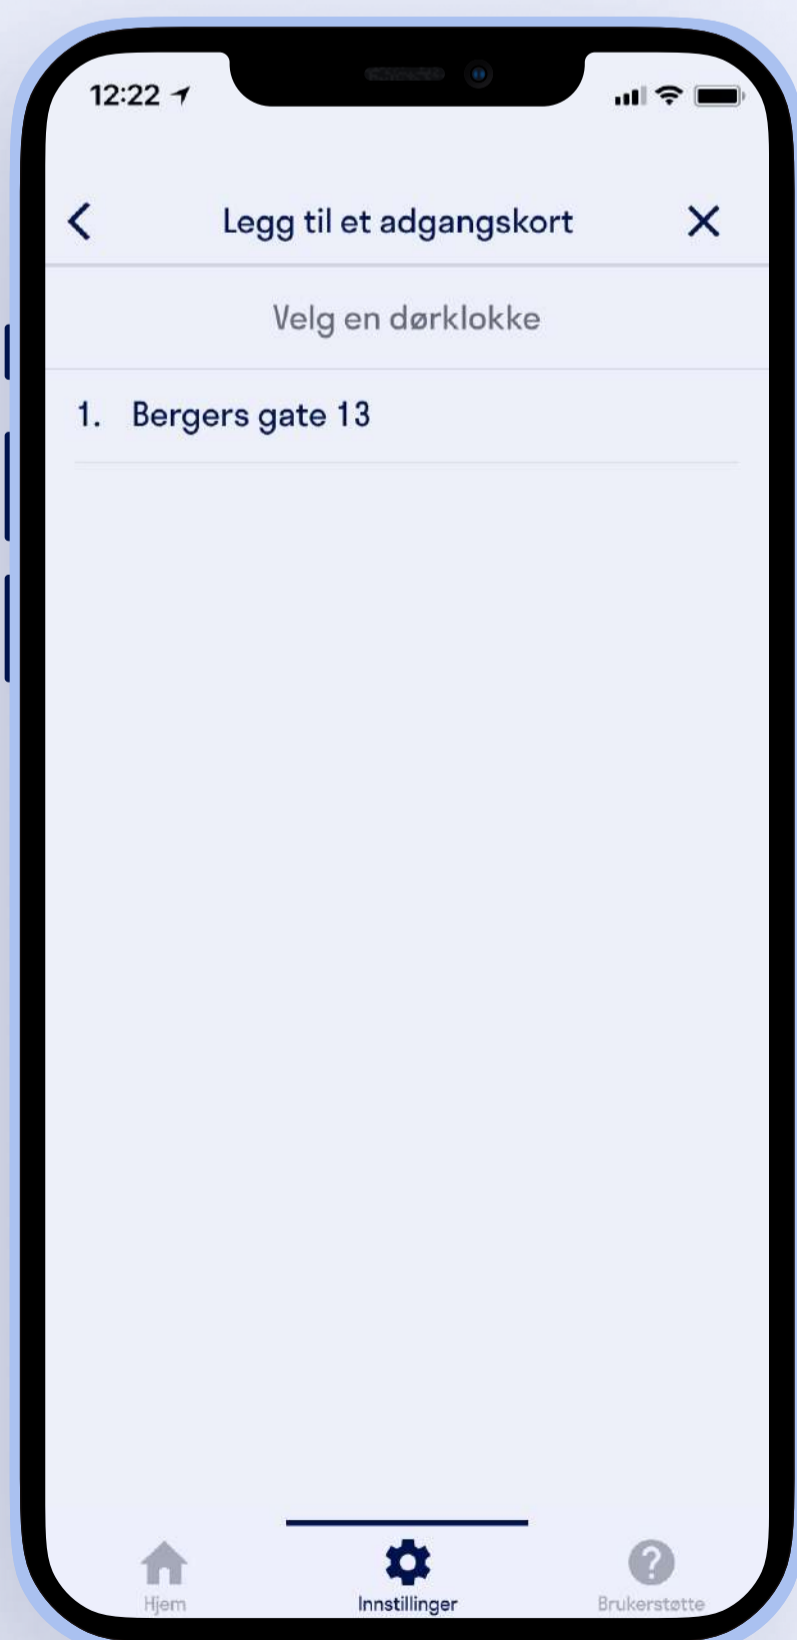 12:22
Legg til et adgangskort
Velg en dørklokke
1. Bergers gate 13
Hjem
Innstillinger
Brukerstøtte